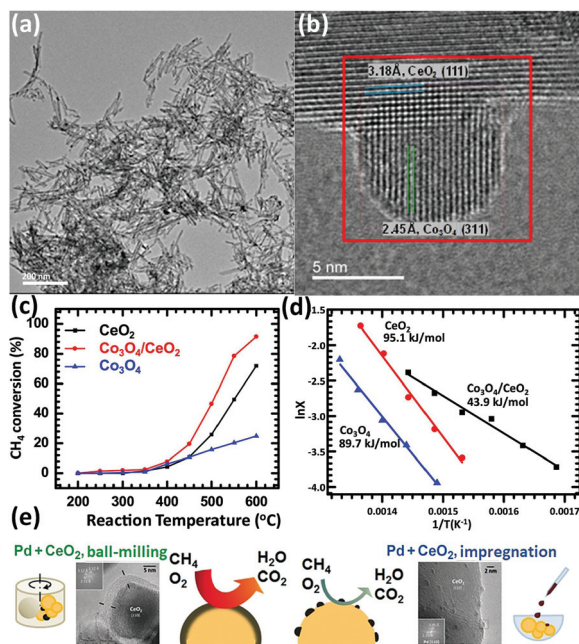 (a)
200 nm
(b)
3.18Å, CeO₂ (111)
2.45Å, Co₃O₄ (311)
5 nm
(c)
CH₄ conversion (%)
100
80
60
40
20
0
CeO₂
Co₃O₄/CeO₂
Co₃O₄
200 300 400 500 600
Reaction Temperature (°C)
(d)
lnX
-1.5
-2.0
-2.5
-3.0
-3.5
-4.0
CeO₂
95.1 kJ/mol
Co₃O₄/CeO₂
43.9 kJ/mol
Co₃O₄
89.7 kJ/mol
0.0014 0.0015 0.0016 0.0017
1/T(K⁻¹)
(e)
Pd + CeO₂, ball-milling
5 nm
CeO₂
CH₄
O₂
H₂O
CO₂
CH₄
O₂
H₂O
CO₂
Pd + CeO₂, impregnation
2 nm
CeO₂